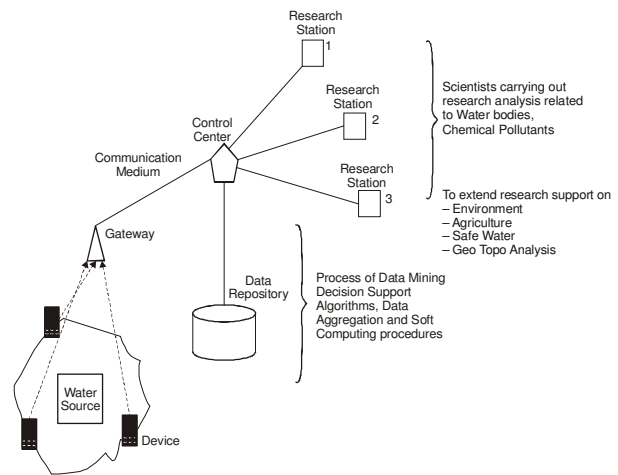 Research
Station
1
Research
Station
2
Research
Station
3
Control
Center
Communication
Medium
Gateway
Scientists carrying out
research analysis related
to Water bodies,
Chemical Pollutants
To extend research support on
– Environment
– Agriculture
– Safe Water
– Geo Topo Analysis
Data
Repository
Process of Data Mining
Decision Support
Algorithms, Data
Aggregation and Soft
Computing procedures
Water
Source
Device